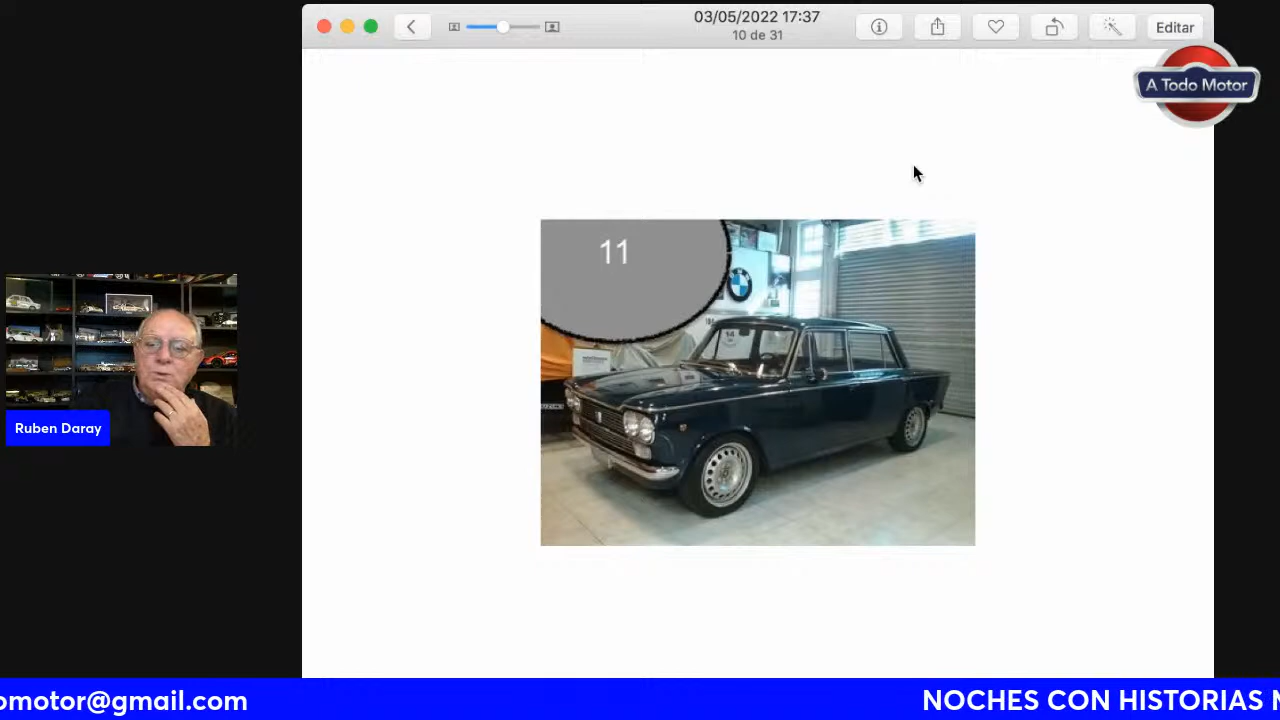 03/05/2022 17:37
10 de 31
Editar
A Todo Motor
11
Ruben Daray
omotor@gmail.com
NOCHES CON HISTORIAS